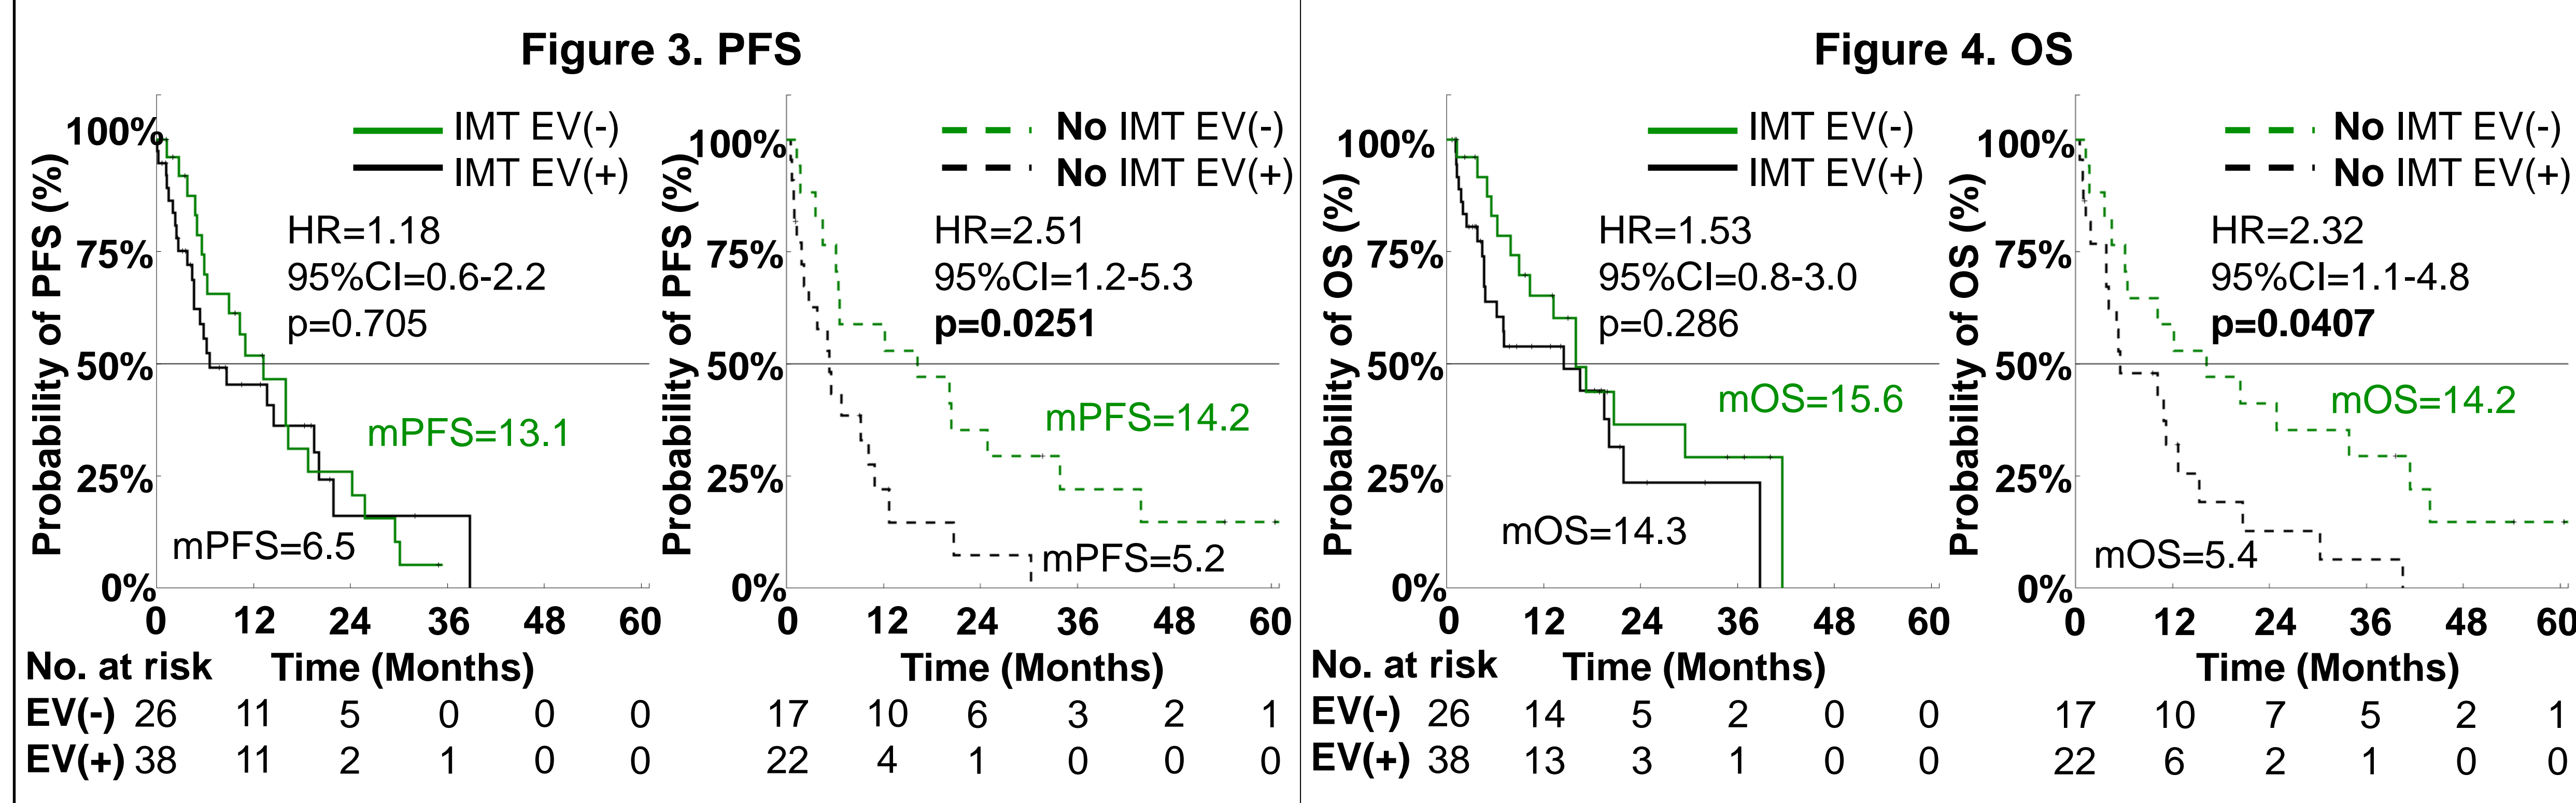 Figure 3. PFS
Probability of PFS (%)
100%
75%
50%
25%
0%
IMT EV(-)
IMT EV(+)
HR=1.18
95%CI=0.6-2.2
p=0.705
mPFS=13.1
mPFS=6.5
0 12 24 36 48 60
Time (Months)
Probability of PFS (%)
100%
75%
50%
25%
0%
No IMT EV(-)
No IMT EV(+)
HR=2.51
95%CI=1.2-5.3
p=0.0251
mPFS=14.2
mPFS=5.2
0 12 24 36 48 60
Time (Months)
No. at risk
EV(-) 26 11 5 0 0 0 17 10 6 3 2 1
EV(+) 38 11 2 1 0 0 22 4 1 0 0 0
Figure 4. OS
Probability of OS (%)
100%
75%
50%
25%
0%
IMT EV(-)
IMT EV(+)
HR=1.53
95%CI=0.8-3.0
p=0.286
mOS=15.6
mOS=14.3
0 12 24 36 48 60
Time (Months)
Probability of OS (%)
100%
75%
50%
25%
0%
No IMT EV(-)
No IMT EV(+)
HR=2.32
95%CI=1.1-4.8
p=0.0407
mOS=14.2
mOS=5.4
0 12 24 36 48 60
Time (Months)
No. at risk
EV(-) 26 14 5 2 0 0 17 10 7 5 2 1
EV(+) 38 13 3 1 0 0 22 6 2 1 0 0